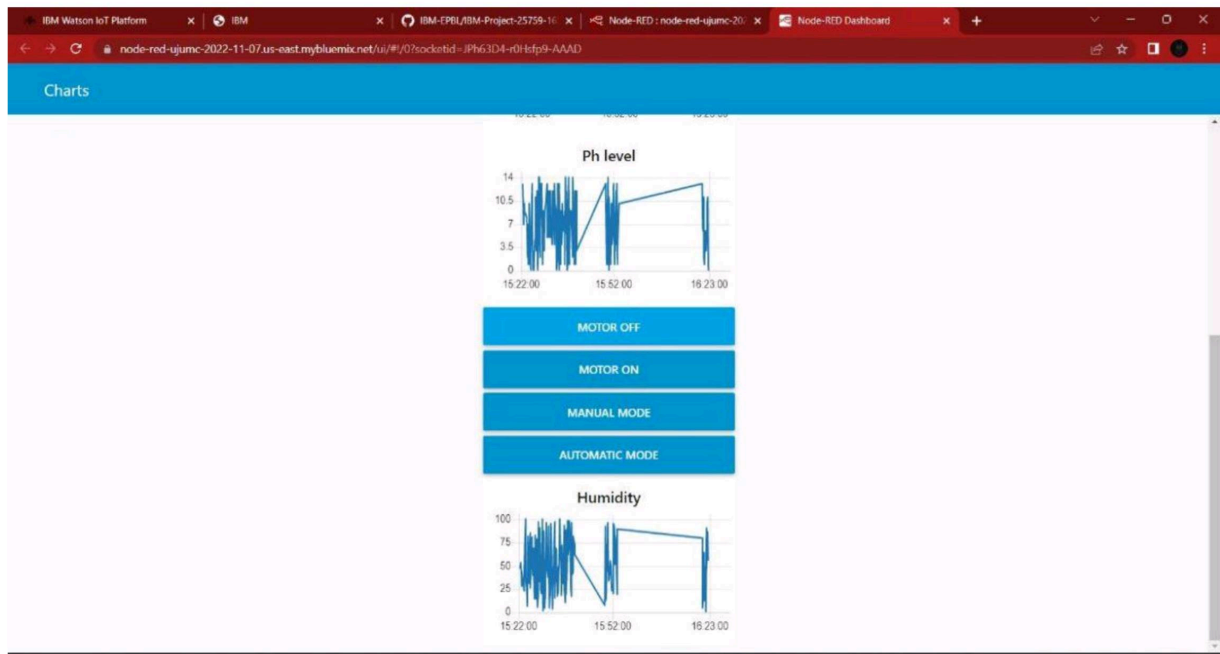 IBM Watson IoT Platform
IBM
IBM-EPBL/IBM-Project-25759-16
Node-RED : node-red-ujumc-202
Node-RED Dashboard
node-red-ujumc-2022-11-07.us-east.mybluemix.net/ui/#!/0?socketid=JPh63D4-r0Hsfp9-AAAD
Charts
Ph level
14
10.5
7
3.5
0
15:22:00 15:52:00 16:23:00
MOTOR OFF
MOTOR ON
MANUAL MODE
AUTOMATIC MODE
Humidity
100
75
50
25
0
15:22:00 15:52:00 16:23:00